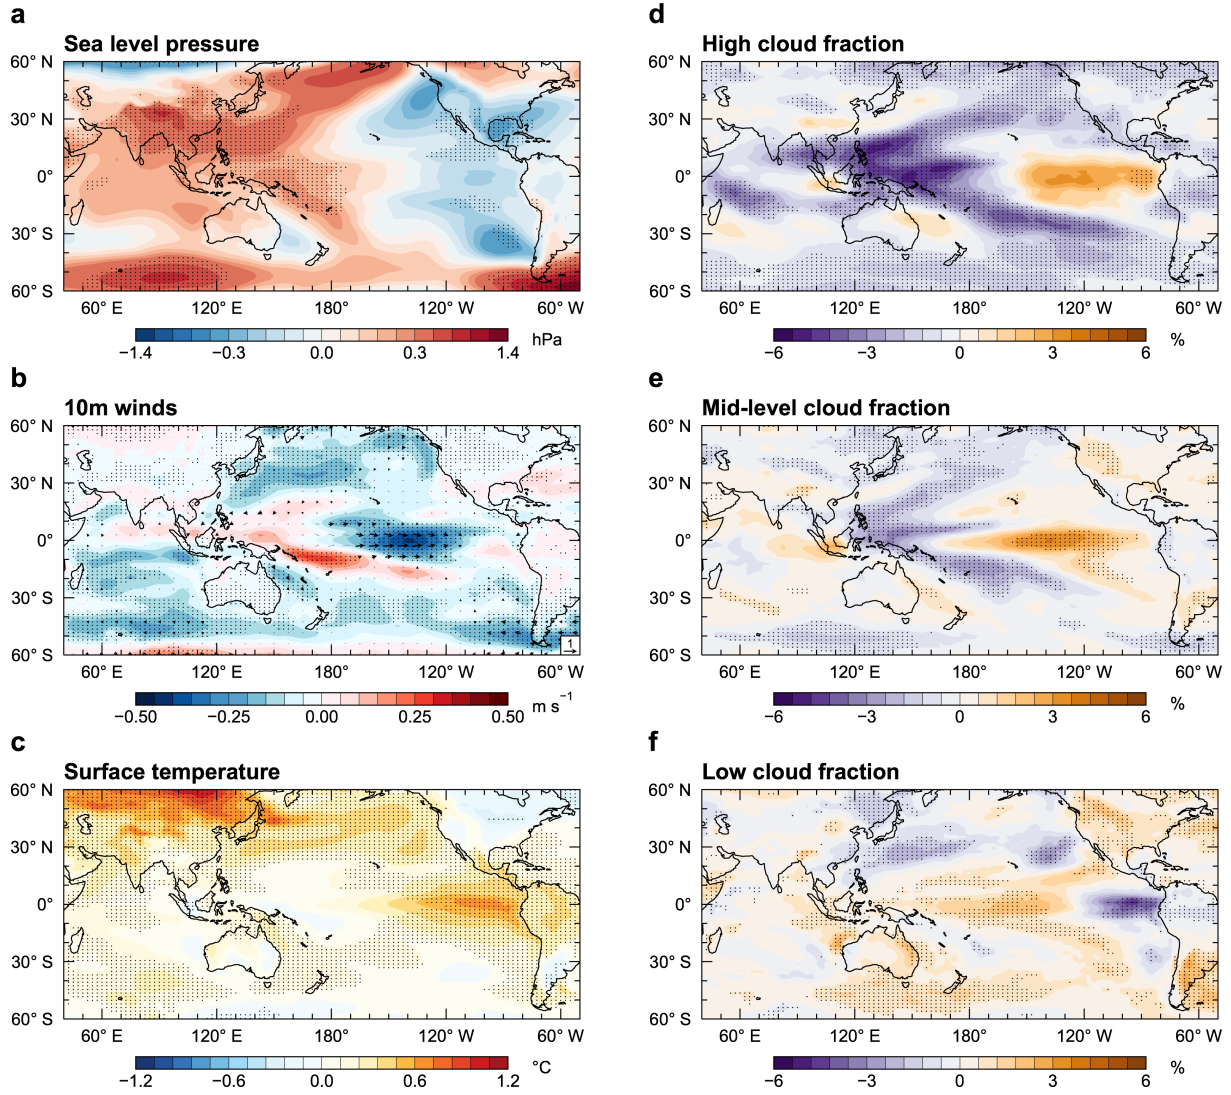 a
Sea level pressure
60° N
30° N
0°
30° S
60° S
60° E 120° E 180° 120° W 60° W
−1.4 −0.3 0.0 0.3 1.4 hPa
b
10m winds
60° N
30° N
0°
30° S
60° S
1
60° E 120° E 180° 120° W 60° W
−0.50 −0.25 0.00 0.25 0.50 m s⁻¹
c
Surface temperature
60° N
30° N
0°
30° S
60° S
60° E 120° E 180° 120° W 60° W
−1.2 −0.6 0.0 0.6 1.2 °C
d
High cloud fraction
60° N
30° N
0°
30° S
60° S
60° E 120° E 180° 120° W 60° W
−6 −3 0 3 6 %
e
Mid-level cloud fraction
60° N
30° N
0°
30° S
60° S
60° E 120° E 180° 120° W 60° W
−6 −3 0 3 6 %
f
Low cloud fraction
60° N
30° N
0°
30° S
60° S
60° E 120° E 180° 120° W 60° W
−6 −3 0 3 6 %